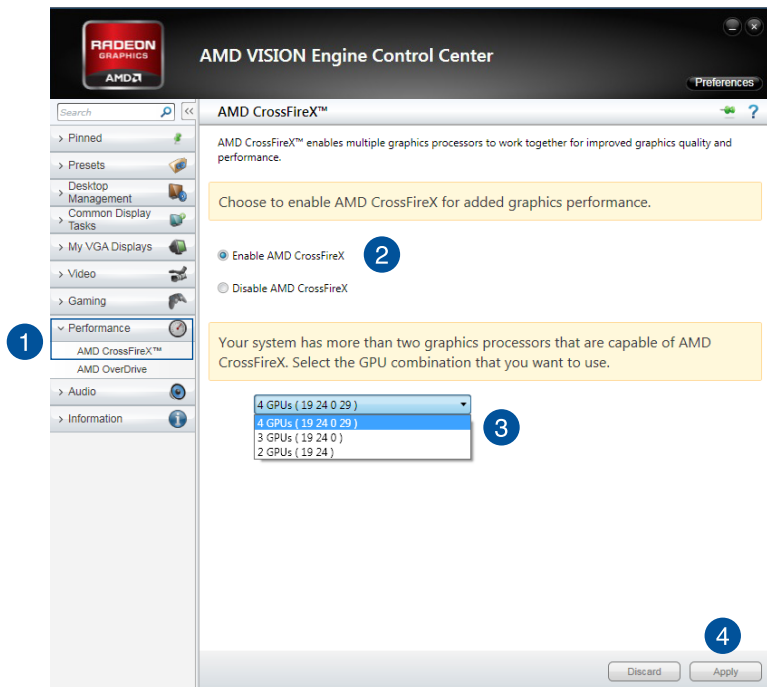 RADEON
GRAPHICS
AMD
AMD VISION Engine Control Center
Preferences
Search
<<
> Pinned
> Presets
> Desktop
Management
> Common Display
Tasks
> My VGA Displays
> Video
> Gaming
Performance
AMD CrossFireX™
AMD OverDrive
> Audio
> Information
1
AMD CrossFireX™
?
AMD CrossFireX™ enables multiple graphics processors to work together for improved graphics quality and
performance.
Choose to enable AMD CrossFireX for added graphics performance.
Enable AMD CrossFireX
2
Disable AMD CrossFireX
Your system has more than two graphics processors that are capable of AMD
CrossFireX. Select the GPU combination that you want to use.
4 GPUs ( 19 24 0 29 )
4 GPUs ( 19 24 0 29 )
3 GPUs ( 19 24 0 )
2 GPUs ( 19 24 )
3
4
Discard
Apply